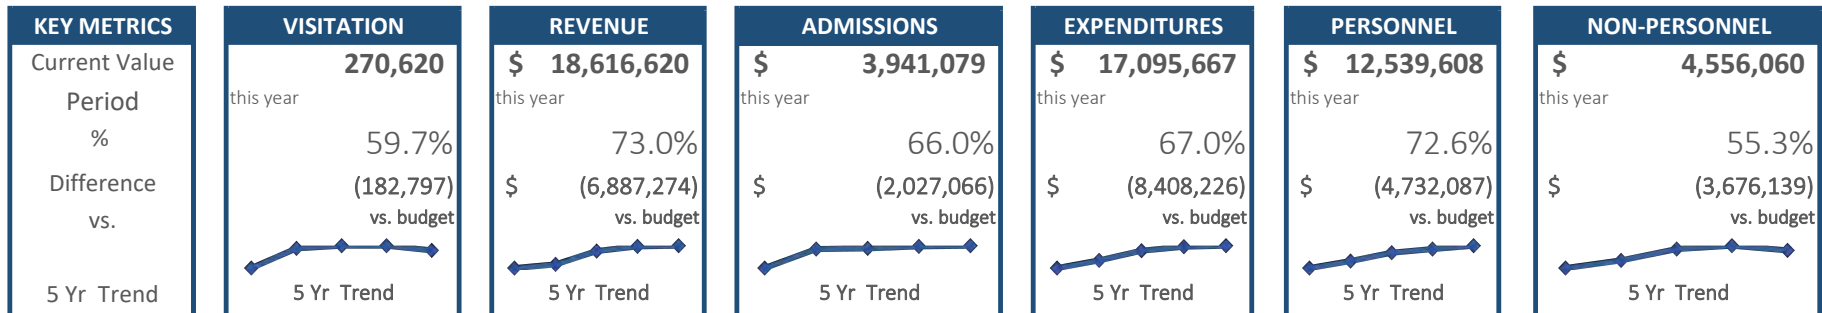 KEY METRICS VISITATION REVENUE ADMISSIONS EXPENDITURES PERSONNEL NON-PERSONNEL
Current Value 270,620 $ 18,616,620 $ 3,941,079 $ 17,095,667 $ 12,539,608 $ 4,556,060
Period this year this year this year this year this year this year
% 59.7% 73.0% 66.0% 67.0% 72.6% 55.3%
Difference (182,797) $ (6,887,274) $ (2,027,066) $ (8,408,226) $ (4,732,087) $ (3,676,139)
vs. vs. budget vs. budget vs. budget vs. budget vs. budget vs. budget
5 Yr Trend 5 Yr Trend 5 Yr Trend 5 Yr Trend 5 Yr Trend 5 Yr Trend 5 Yr Trend